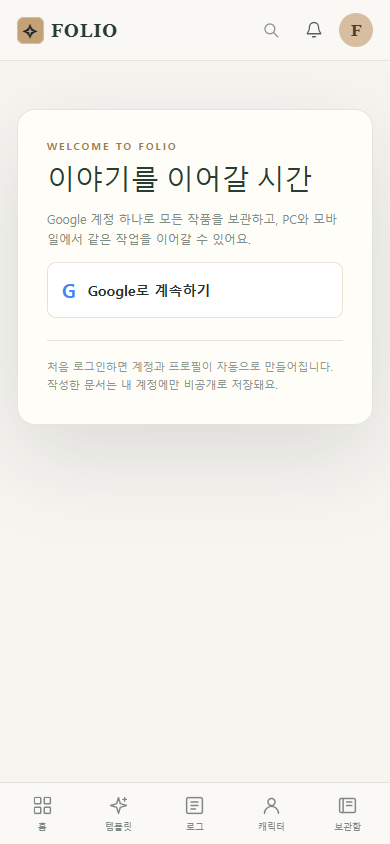 FOLIO
F
WELCOME TO FOLIO
이야기를 이어갈 시간
Google 계정 하나로 모든 작품을 보관하고, PC와 모바
일에서 같은 작업을 이어갈 수 있어요.
G Google로 계속하기
처음 로그인하면 계정과 프로필이 자동으로 만들어집니다.
작성한 문서는 내 계정에만 비공개로 저장돼요.
홈 템플릿 로그 캐릭터 보관함